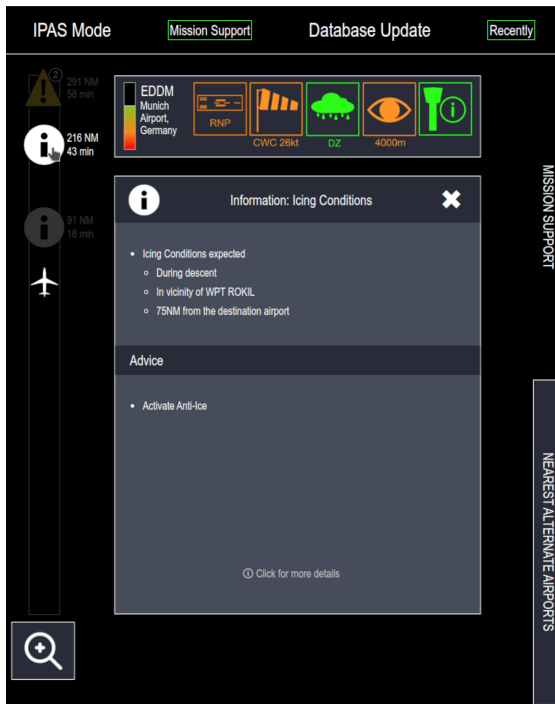 IPAS Mode
Mission Support
Database Update
Recently
2
291 NM
58 min
216 NM
43 min
91 NM
18 min
EDDM
Munich
Airport,
Germany
RNP
CWC 26kt
DZ
4000m
Information: Icing Conditions
• Icing Conditions expected
○ During descent
○ In vicinity of WPT ROKIL
○ 75NM from the destination airport
Advice
• Activate Anti-Ice
Click for more details
MISSION SUPPORT
NEAREST ALTERNATE AIRPORTS